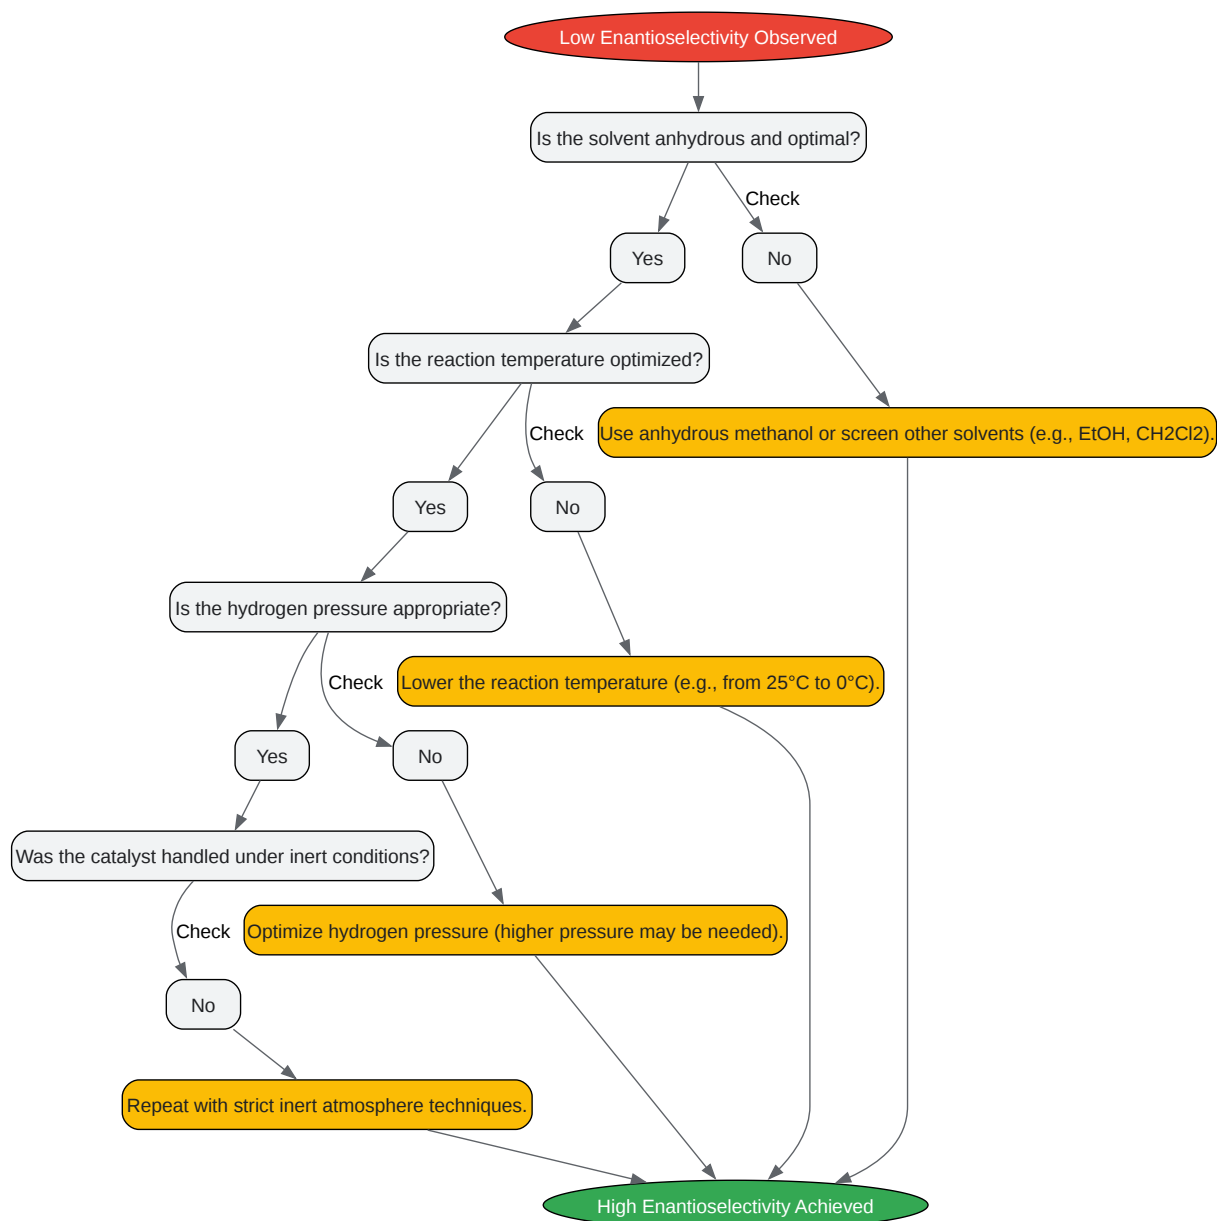 Low Enantioselectivity Observed
Is the solvent anhydrous and optimal?
Check
Yes
No
Is the reaction temperature optimized?
Check
Use anhydrous methanol or screen other solvents (e.g., EtOH, CH2Cl2).
Yes
No
Is the hydrogen pressure appropriate?
Check
Lower the reaction temperature (e.g., from 25°C to 0°C).
Yes
No
Was the catalyst handled under inert conditions?
Check
Optimize hydrogen pressure (higher pressure may be needed).
No
Repeat with strict inert atmosphere techniques.
High Enantioselectivity Achieved